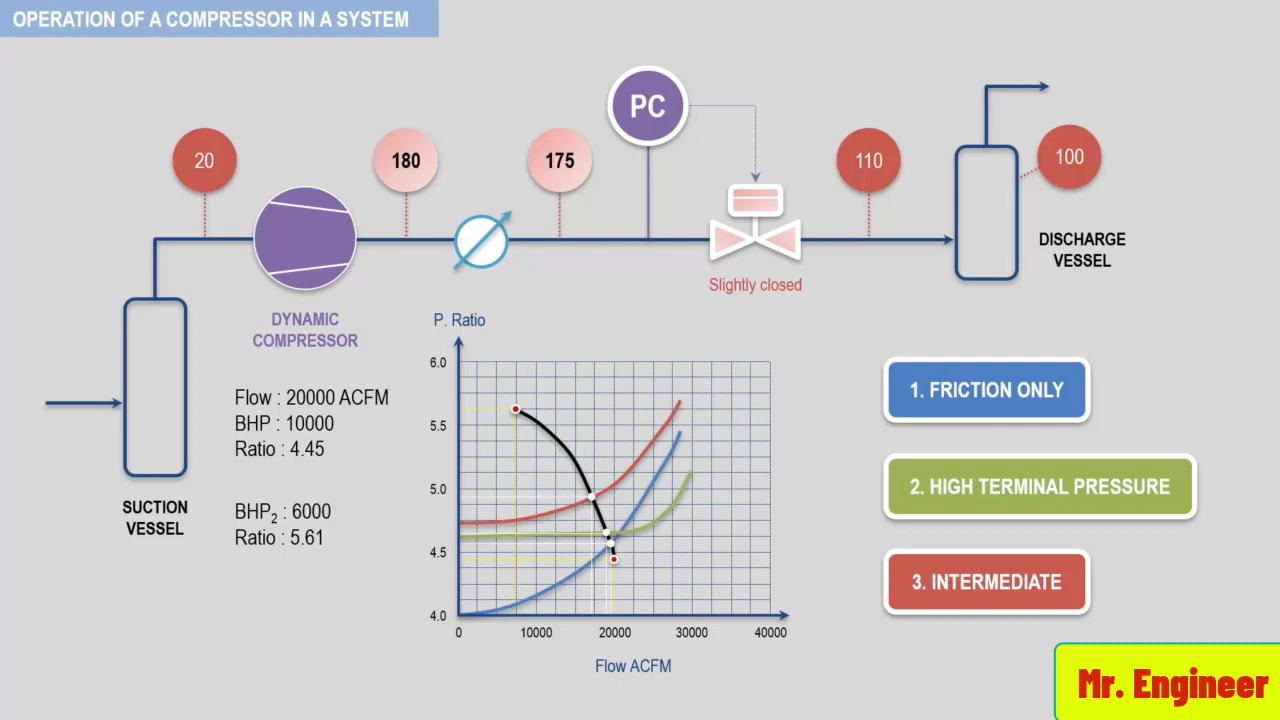 OPERATION OF A COMPRESSOR IN A SYSTEM
PC
20
180
175
110
100
DISCHARGE
VESSEL
Slightly closed
DYNAMIC
COMPRESSOR
P. Ratio
Flow : 20000 ACFM
BHP : 10000
Ratio : 4.45
BHP2 : 6000
Ratio : 5.61
SUCTION
VESSEL
6.0
5.5
5.0
4.5
4.0
0
10000
20000
30000
40000
Flow ACFM
1. FRICTION ONLY
2. HIGH TERMINAL PRESSURE
3. INTERMEDIATE
Mr. Engineer